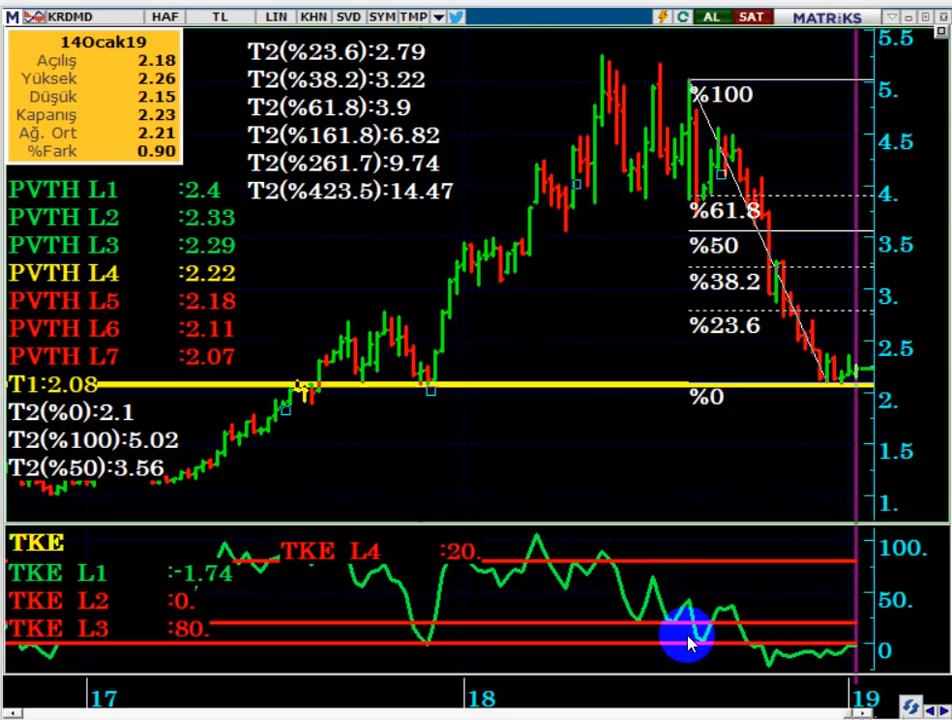 M KRDMD HAF TL LIN KHN SVD SYM TMP AL SAT MATRİKS
14Ocak19
Açılış 2.18
Yüksek 2.26
Düşük 2.15
Kapanış 2.23
Ağ. Ort 2.21
%Fark 0.90
T2(%23.6):2.79
T2(%38.2):3.22
T2(%61.8):3.9
T2(%161.8):6.82
T2(%261.7):9.74
T2(%423.5):14.47
PVTH L1 :2.4
PVTH L2 :2.33
PVTH L3 :2.29
PVTH L4 :2.22
PVTH L5 :2.18
PVTH L6 :2.11
PVTH L7 :2.07
T1:2.08
T2(%0):2.1
T2(%100):5.02
T2(%50):3.56
%100
%61.8
%50
%38.2
%23.6
%0
5.5
5.
4.5
4.
3.5
3.
2.5
2.
1.5
1.
TKE
TKE L4 :20.
TKE L1 :-1.74
TKE L2 :0.
TKE L3 :80.
100.
50.
0
17 18 19